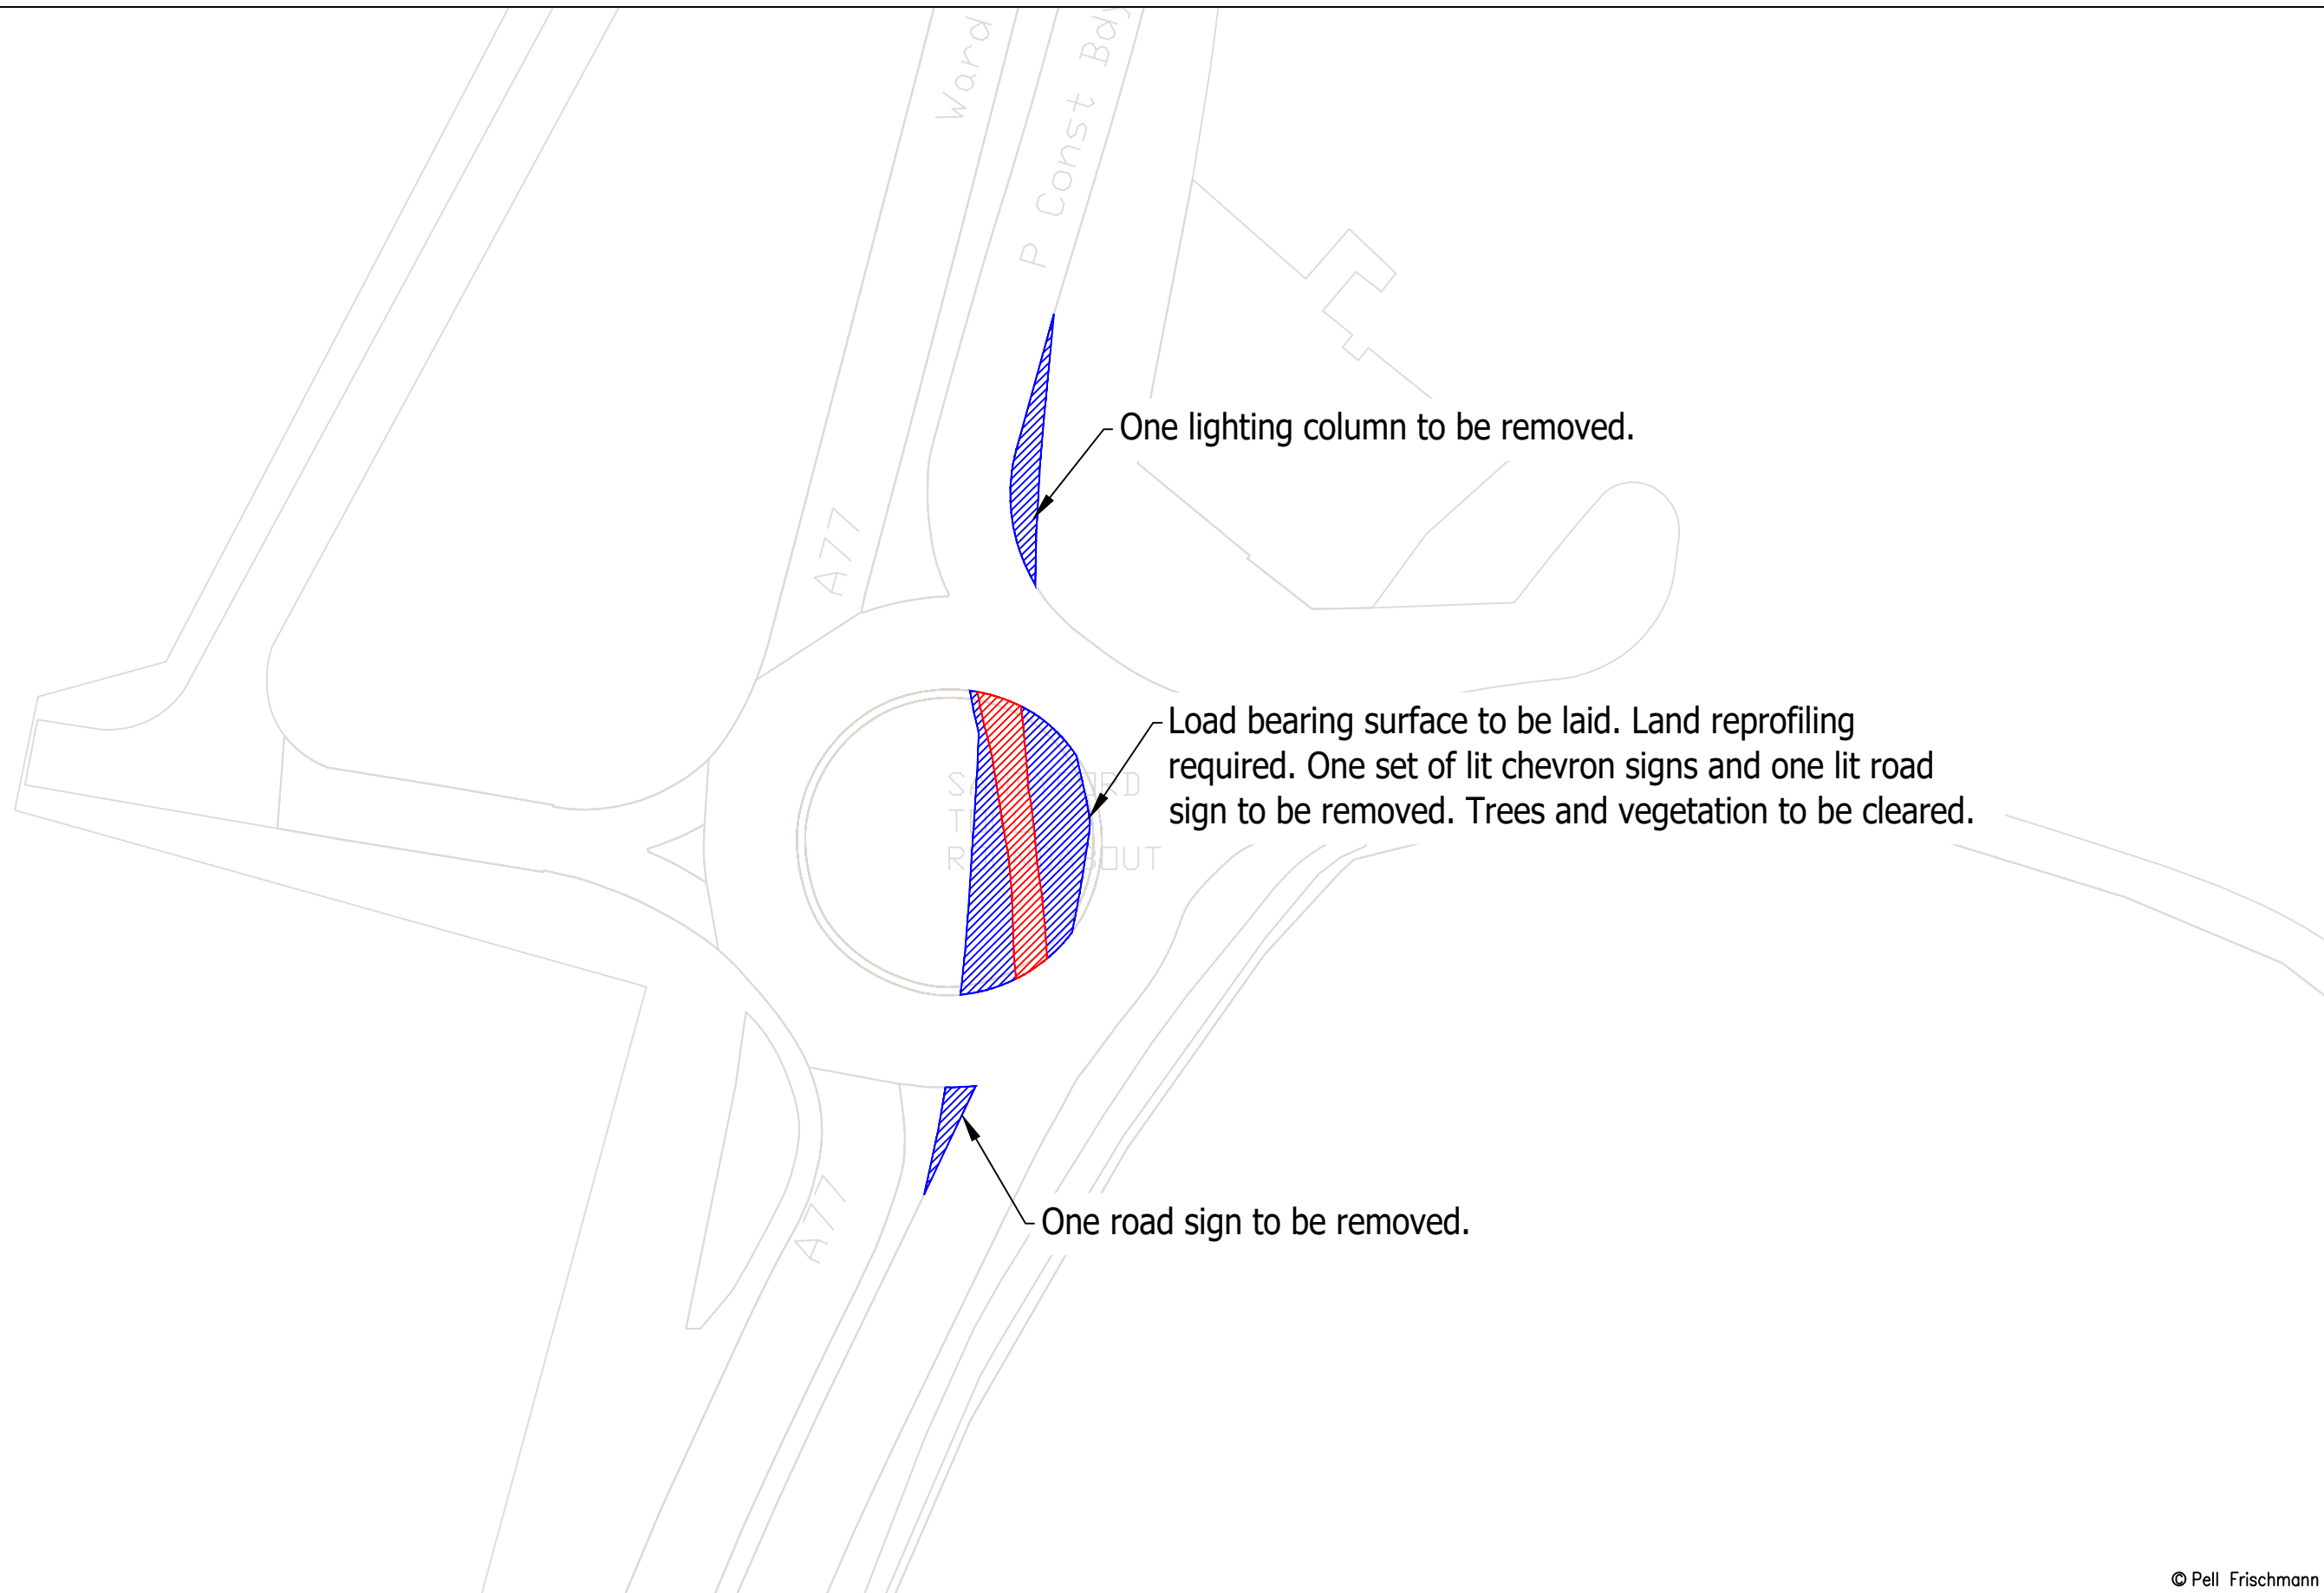 Ward
P Const Bdy
One lighting column to be removed.
A77
Load bearing surface to be laid. Land reprofiling
required. One set of lit chevron signs and one lit road
sign to be removed. Trees and vegetation to be cleared.
A77
One road sign to be removed.
© Pell Frischmann